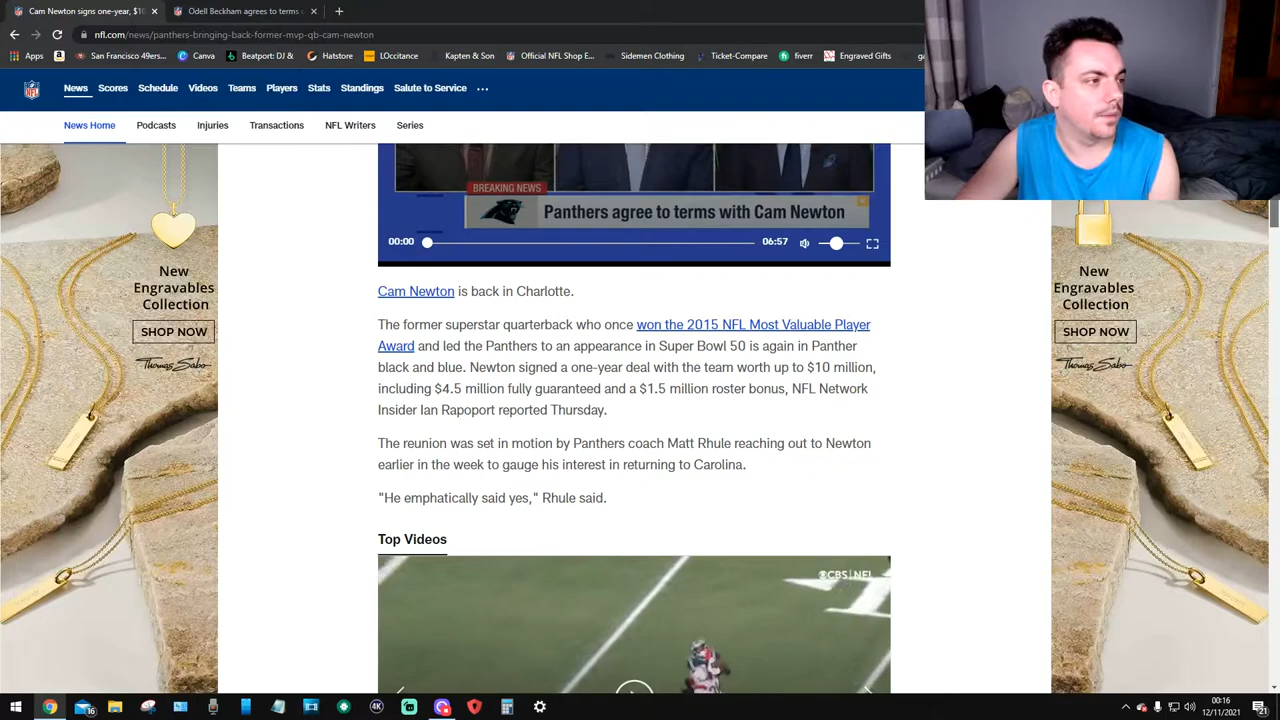 Cam Newton signs one-year, $10
Odell Beckham agrees to terms
nfl.com/news/panthers-bringing-back-former-mvp-qb-cam-newton
Apps San Francisco 49ers... Canva Beatport: DJ & Hatstore LOccitane Kapten & Son Official NFL Shop E... Sidemen Clothing Ticket-Compare fiverr Engraved Gifts
News Scores Schedule Videos Teams Players Stats Standings Salute to Service ...
News Home Podcasts Injuries Transactions NFL Writers Series
BREAKING NEWS
Panthers agree to terms with Cam Newton
00:00 06:57
Cam Newton is back in Charlotte.
The former superstar quarterback who once won the 2015 NFL Most Valuable Player
Award and led the Panthers to an appearance in Super Bowl 50 is again in Panther
black and blue. Newton signed a one-year deal with the team worth up to $10 million,
including $4.5 million fully guaranteed and a $1.5 million roster bonus, NFL Network
Insider Ian Rapoport reported Thursday.
The reunion was set in motion by Panthers coach Matt Rhule reaching out to Newton
earlier in the week to gauge his interest in returning to Carolina.
"He emphatically said yes," Rhule said.
Top Videos
CBS NFL
New
Engravables
Collection
SHOP NOW
Thomas Sabo
New
Engravables
Collection
SHOP NOW
Thomas Sabo
16
4K
00:16
12/11/2021
21